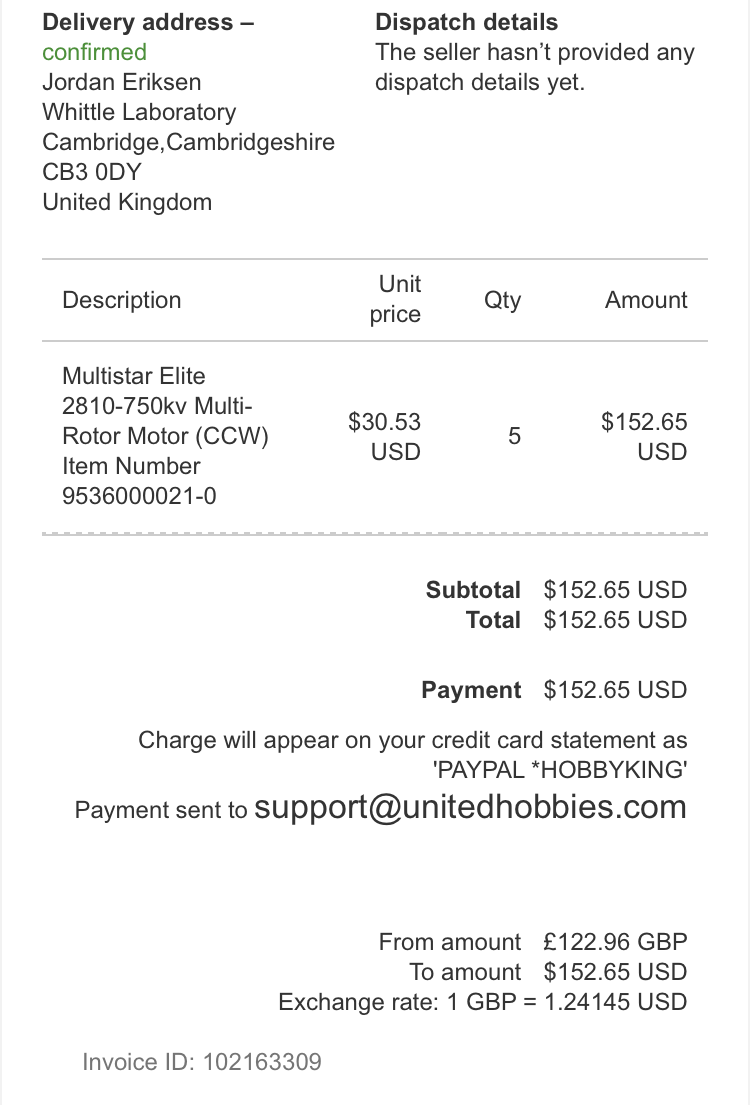 Delivery address –
confirmed
Jordan Eriksen
Whittle Laboratory
Cambridge,Cambridgeshire
CB3 0DY
United Kingdom
Dispatch details
The seller hasn’t provided any
dispatch details yet.
Description
Unit
price
Qty
Amount
Multistar Elite
2810-750kv Multi-
Rotor Motor (CCW)
Item Number
9536000021-0
$30.53
USD
5
$152.65
USD
Subtotal $152.65 USD
Total $152.65 USD
Payment $152.65 USD
Charge will appear on your credit card statement as
'PAYPAL *HOBBYKING'
Payment sent to support@unitedhobbies.com
From amount £122.96 GBP
To amount $152.65 USD
Exchange rate: 1 GBP = 1.24145 USD
Invoice ID: 102163309